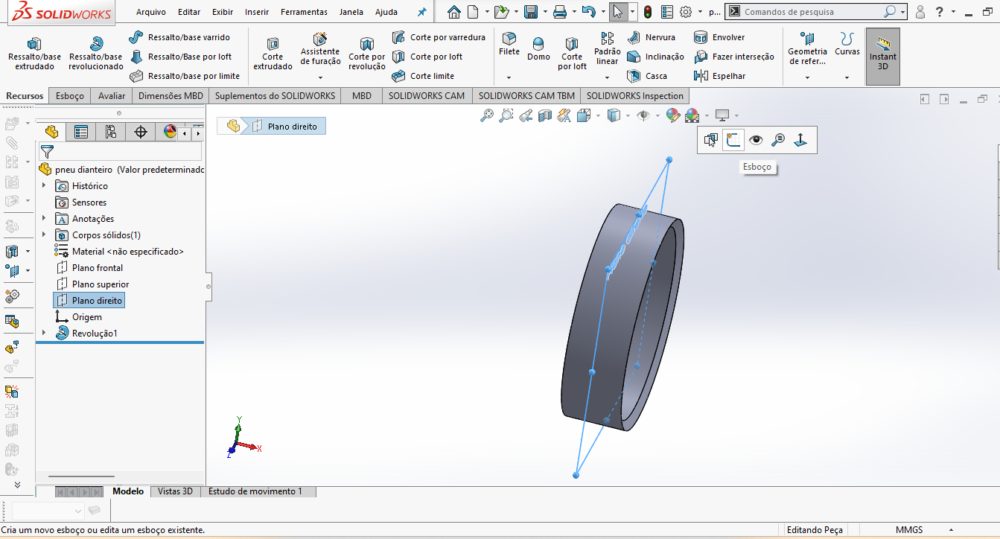 SOLIDWORKS
Arquivo Editar Exibir Inserir Ferramentas Janela Ajuda
p...
Comandos de pesquisa
?
Ressalto/base extrudado
Ressalto/base revolucionado
Ressalto/base varrido
Ressalto/Base por loft
Ressalto/base por limite
Corte extrudado
Assistente de furação
Corte por revolução
Corte por varredura
Corte por loft
Corte limite
Filete
Domo
Corte por loft
Padrão linear
Nervura
Inclinação
Casca
Envolver
Fazer interseção
Espelhar
Geometria de refer...
Curvas
Instant 3D
Recursos Esboço Avaliar Dimensões MBD Suplementos do SOLIDWORKS MBD SOLIDWORKS CAM SOLIDWORKS CAM TBM SOLIDWORKS Inspection
Plano direito
Esboço
pneu dianteiro (Valor predeterminado
Histórico
Sensores
Anotações
Corpos sólidos(1)
Material <não especificado>
Plano frontal
Plano superior
Plano direito
Origem
Revolução1
Y
X
Z
Modelo Vistas 3D Estudo de movimento 1
Cria um novo esboço ou edita um esboço existente.
Editando Peça
MMGS